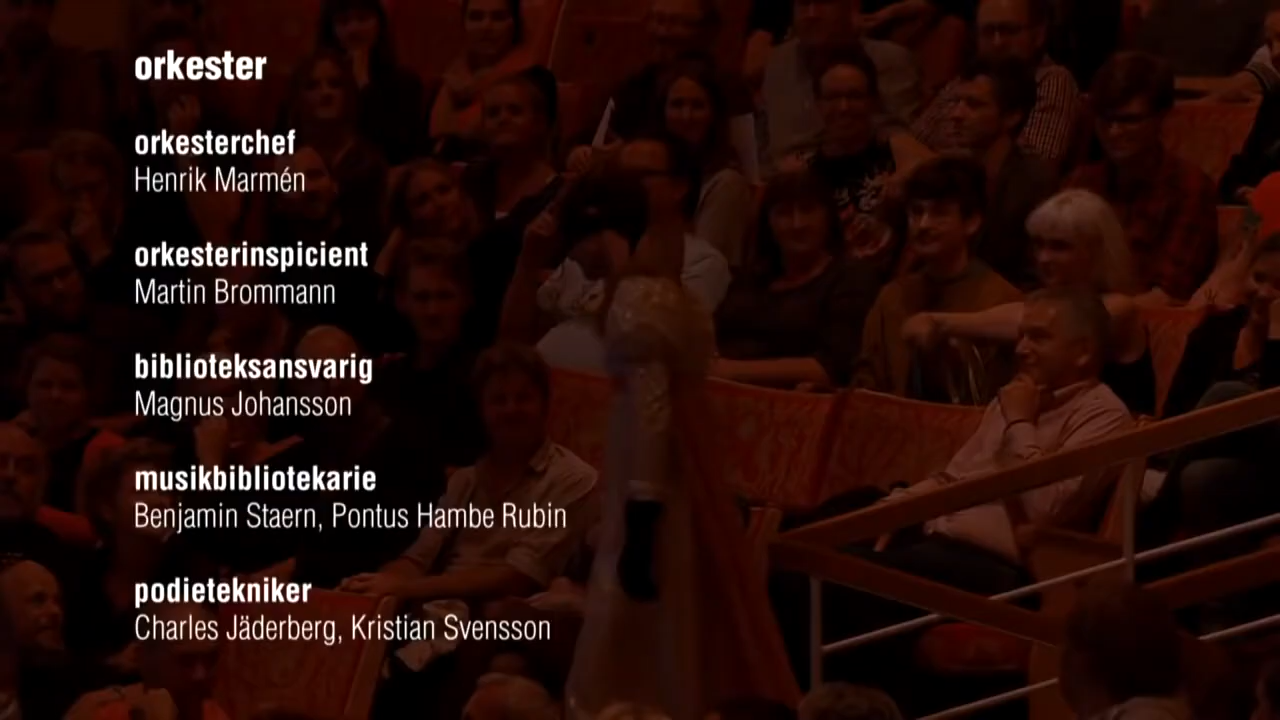 orkester
orkesterchef
Henrik Marmén
orkesterinspicient
Martin Brommann
biblioteksansvarig
Magnus Johansson
musikbibliotekarie
Benjamin Staern, Pontus Hambe Rubin
podietekniker
Charles Jäderberg, Kristian Svensson